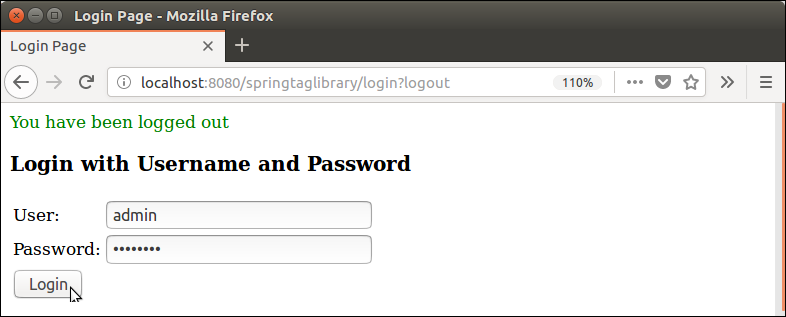 Login Page - Mozilla Firefox
Login Page
localhost:8080/springtaglibrary/login?logout 110%
You have been logged out
Login with Username and Password
User: admin
Password: ••••••••
Login